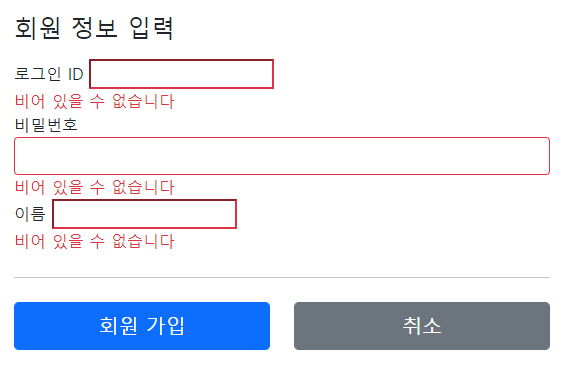 회원 정보 입력
로그인 ID
비어 있을 수 없습니다
비밀번호
비어 있을 수 없습니다
이름
비어 있을 수 없습니다
회원 가입 취소